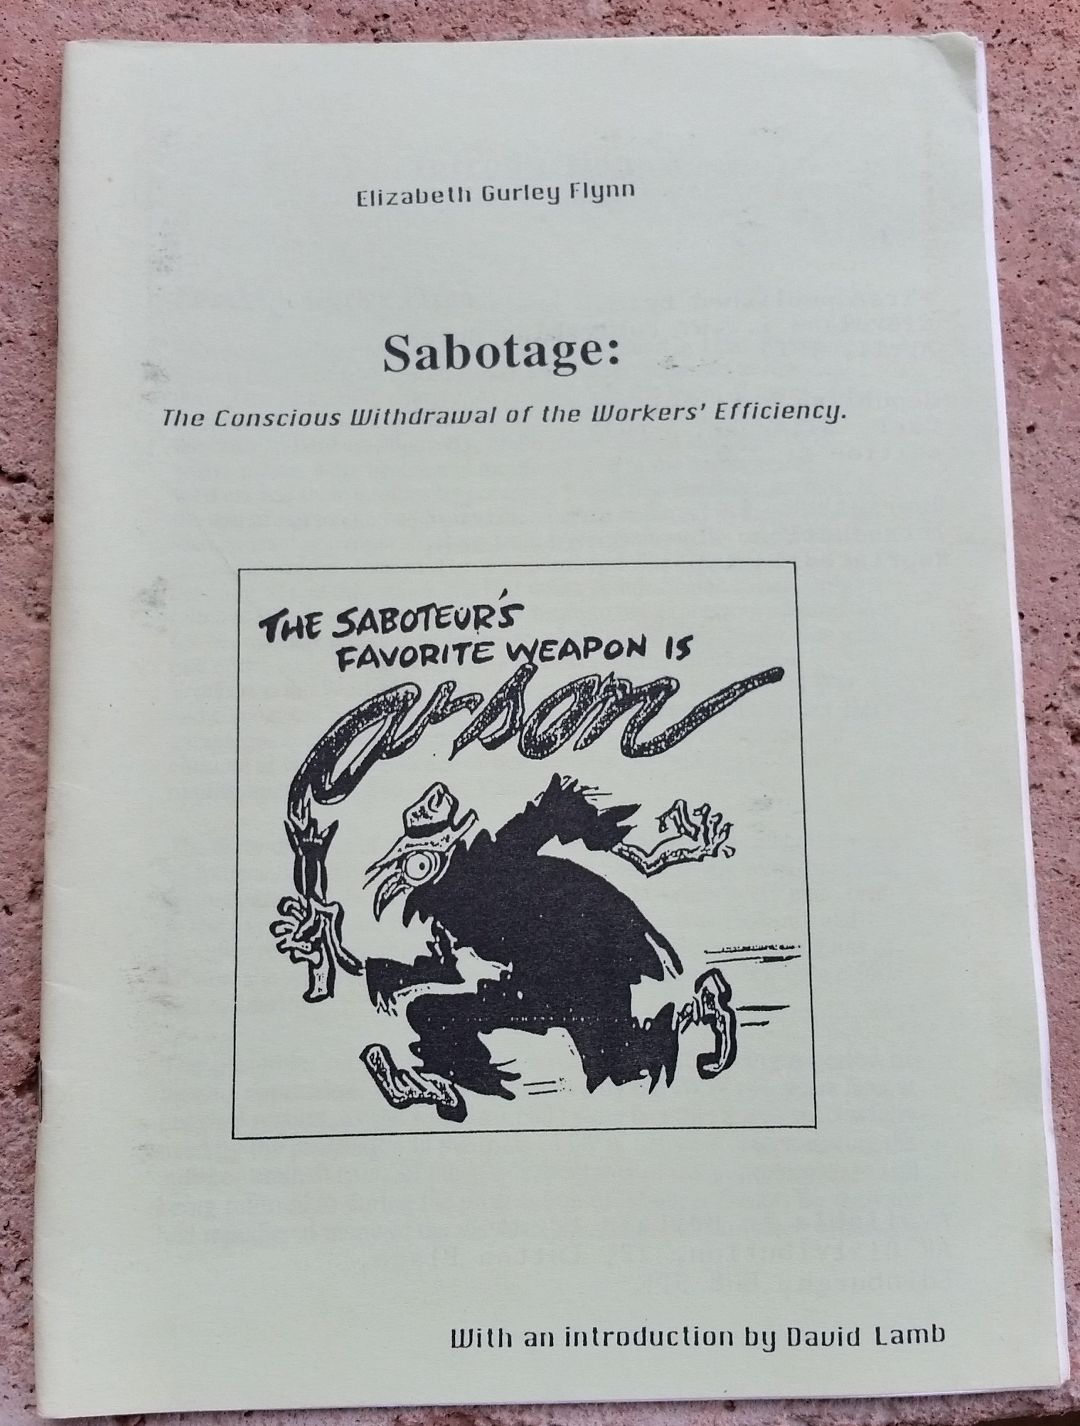 Elizabeth Gurley Flynn
Sabotage:
The Conscious Withdrawal of the Workers' Efficiency.
THE SABOTEUR'S
FAVORITE WEAPON IS
arson
With an introduction by David Lamb